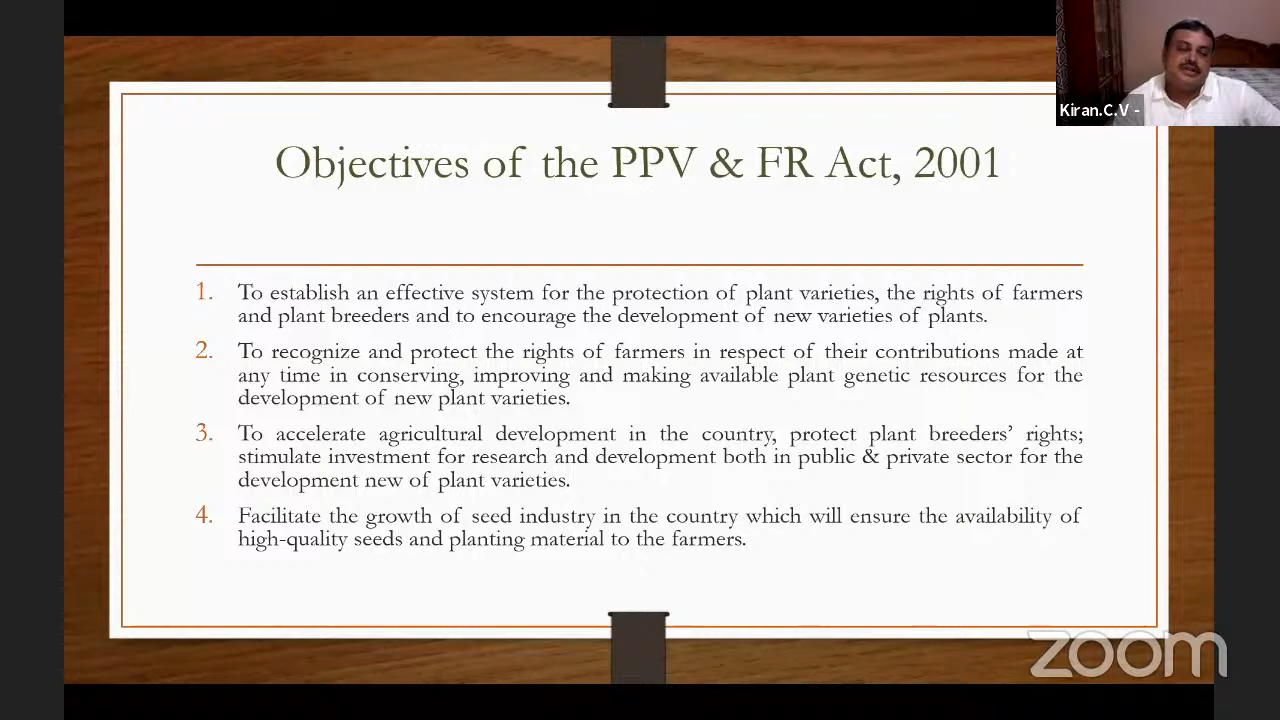 Kiran.C.V -
Objectives of the PPV & FR Act, 2001
1. To establish an effective system for the protection of plant varieties, the rights of farmers
and plant breeders and to encourage the development of new varieties of plants.
2. To recognize and protect the rights of farmers in respect of their contributions made at
any time in conserving, improving and making available plant genetic resources for the
development of new plant varieties.
3. To accelerate agricultural development in the country, protect plant breeders’ rights;
stimulate investment for research and development both in public & private sector for the
development new of plant varieties.
4. Facilitate the growth of seed industry in the country which will ensure the availability of
high-quality seeds and planting material to the farmers.
zoom